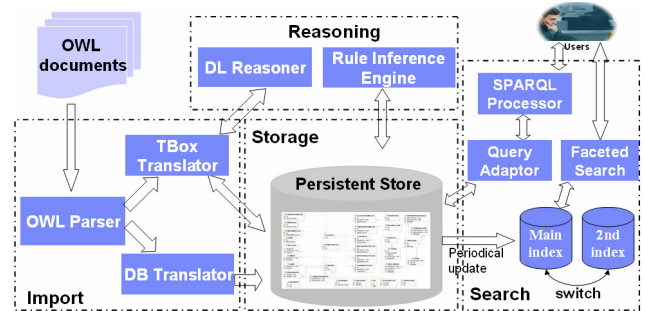 OWL
documents
Reasoning
DL Reasoner
Rule Inference
Engine
Users
SPARQL
Processor
TBox
Translator
Storage
Query
Adaptor
Faceted
Search
Persistent Store
OWL Parser
DB Translator
Main
index
2nd
index
Periodical
update
switch
Import
Search